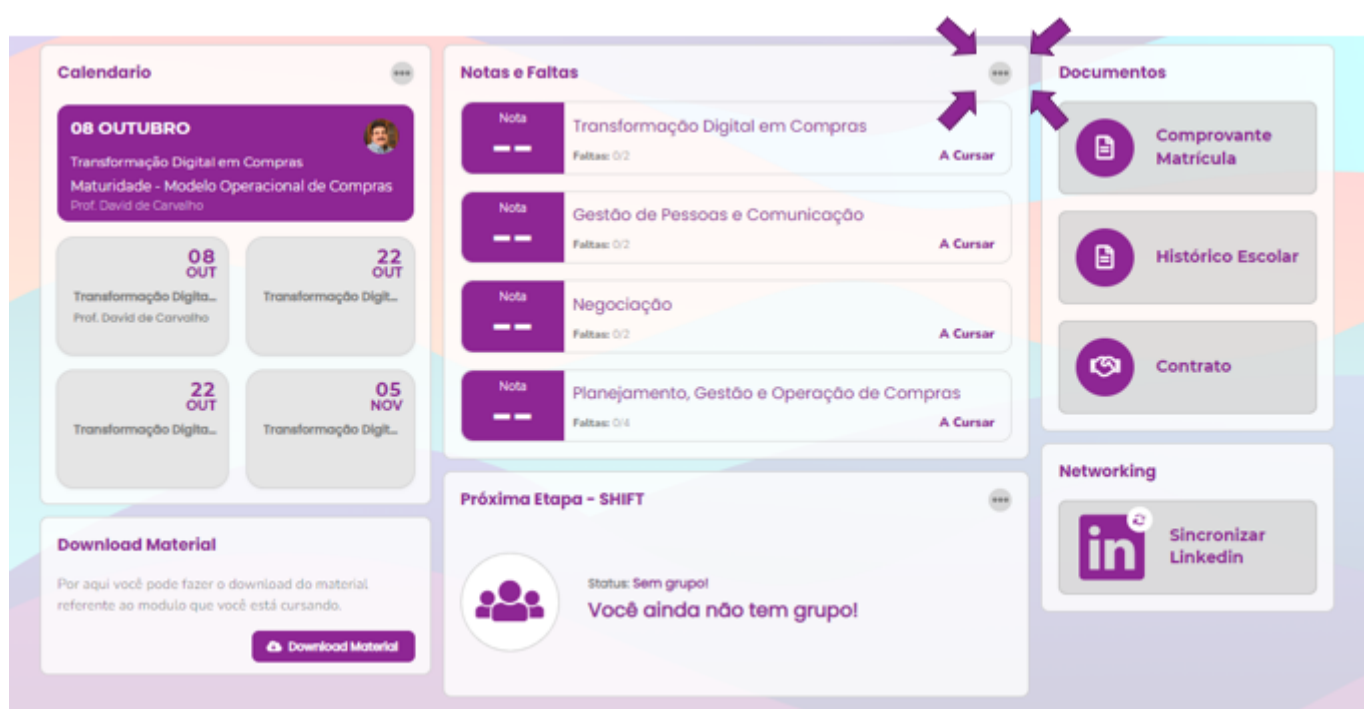 Calendario
08 OUTUBRO
Transformação Digital em Compras
Maturidade - Modelo Operacional de Compras
Prof. David de Carvalho
08
OUT
Transformação Digita...
Prof. David de Carvalho
22
OUT
Transformação Digit...
22
OUT
Transformação Digita...
05
NOV
Transformação Digit...
Download Material
Por aqui você pode fazer o download do material
referente ao modulo que você está cursando.
Download Material
Notas e Faltas
Nota
--
Transformação Digital em Compras
Faltas: 0/2
A Cursar
Nota
--
Gestão de Pessoas e Comunicação
Faltas: 0/2
A Cursar
Nota
--
Negociação
Faltas: 0/2
A Cursar
Nota
--
Planejamento, Gestão e Operação de Compras
Faltas: 0/4
A Cursar
Próxima Etapa - SHIFT
Status: Sem grupo!
Você ainda não tem grupo!
Documentos
Comprovante
Matrícula
Histórico Escolar
Contrato
Networking
in
Sincronizar
Linkedin